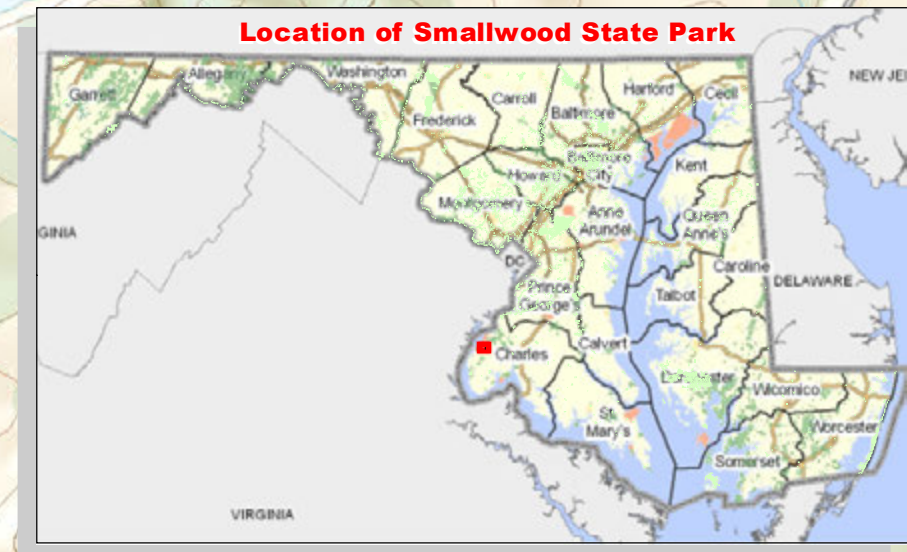 Location of Smallwood State Park
Garrett
Allegany
Washington
Frederick
Carroll
Baltimore
Harford
Cecil
NEW JE
Baltimore
City
Howard
Kent
Montgomery
Anne
Arundel
Queen
Anne's
GINIA
DC
Caroline
DELAWARE
Prince
George's
Talbot
Calvert
Charles
Wicomico
St.
Mary's
Worcester
Somerset
VIRGINIA